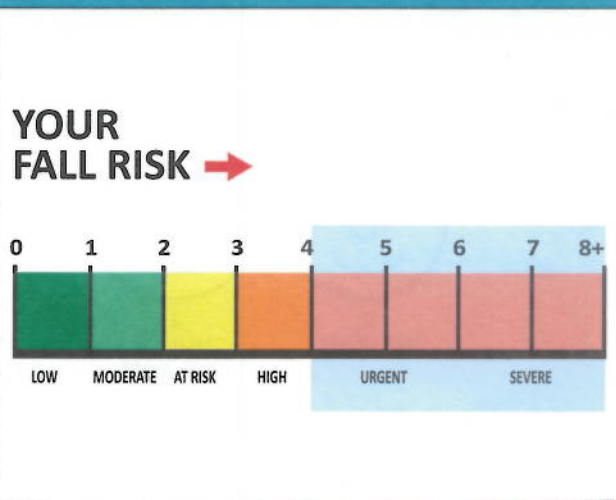 YOUR
FALL RISK
0 1 2 3 4 5 6 7 8+
LOW MODERATE AT RISK HIGH URGENT SEVERE